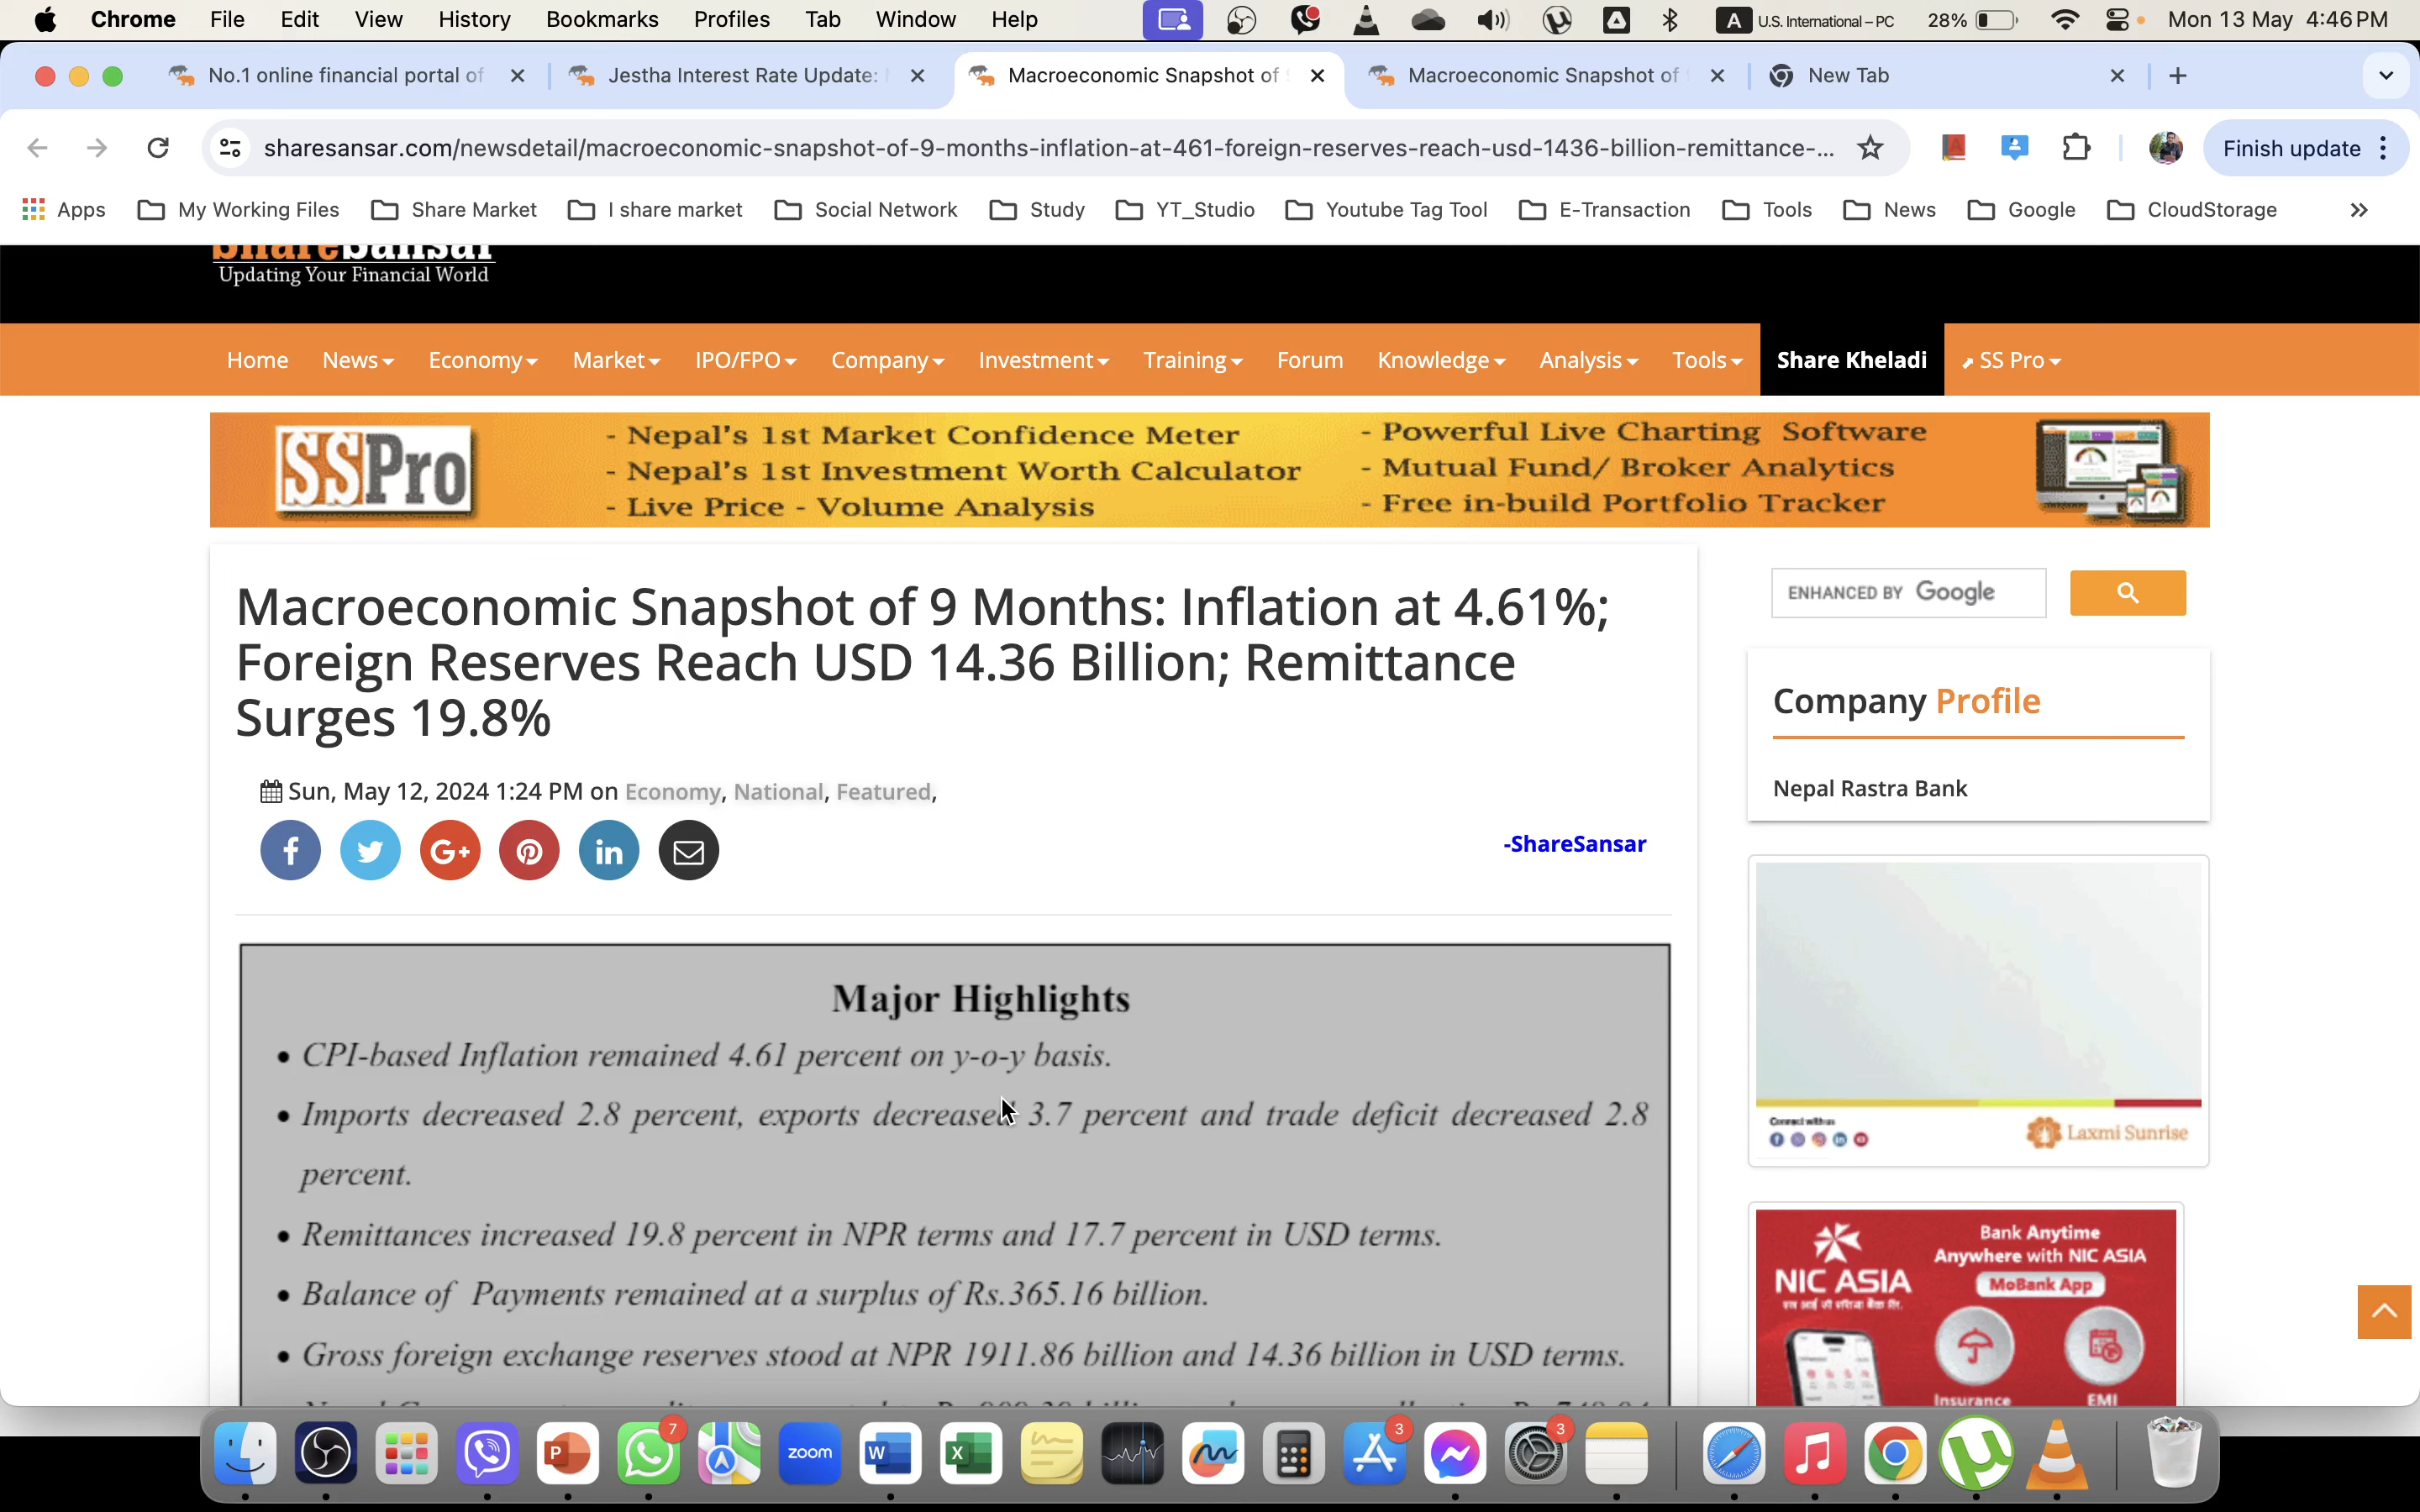 Chrome File Edit View History Bookmarks Profiles Tab Window Help A U.S. International – PC 28% Mon 13 May 4:46 PM
No.1 online financial portal of Jestha Interest Rate Update: Macroeconomic Snapshot of Macroeconomic Snapshot of New Tab
sharesansar.com/newsdetail/macroeconomic-snapshot-of-9-months-inflation-at-461-foreign-reserves-reach-usd-1436-billion-remittance-... Finish update
Apps My Working Files Share Market I share market Social Network Study YT_Studio Youtube Tag Tool E-Transaction Tools News Google CloudStorage »
Updating Your Financial World
Home News Economy Market IPO/FPO Company Investment Training Forum Knowledge Analysis Tools Share Kheladi SS Pro
SSPro
- Nepal's 1st Market Confidence Meter
- Nepal's 1st Investment Worth Calculator
- Live Price - Volume Analysis
- Powerful Live Charting Software
- Mutual Fund/ Broker Analytics
- Free in-build Portfolio Tracker
Macroeconomic Snapshot of 9 Months: Inflation at 4.61%;
Foreign Reserves Reach USD 14.36 Billion; Remittance
Surges 19.8%
Sun, May 12, 2024 1:24 PM on Economy, National, Featured,
-ShareSansar
Major Highlights
• CPI-based Inflation remained 4.61 percent on y-o-y basis.
• Imports decreased 2.8 percent, exports decreased 3.7 percent and trade deficit decreased 2.8
percent.
• Remittances increased 19.8 percent in NPR terms and 17.7 percent in USD terms.
• Balance of Payments remained at a surplus of Rs.365.16 billion.
• Gross foreign exchange reserves stood at NPR 1911.86 billion and 14.36 billion in USD terms.
ENHANCED BY Google
Company Profile
Nepal Rastra Bank
Connect with us
Laxmi Sunrise
NIC ASIA
Bank Anytime
Anywhere with NIC ASIA
MoBank App
Insurance EMI
7 zoom 3 3